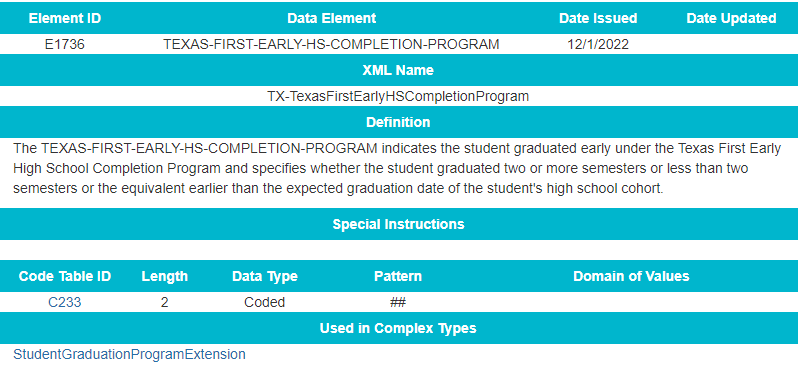 Element ID Data Element Date Issued Date Updated
E1736 TEXAS-FIRST-EARLY-HS-COMPLETION-PROGRAM 12/1/2022
XML Name
TX-TexasFirstEarlyHSCompletionProgram
Definition
The TEXAS-FIRST-EARLY-HS-COMPLETION-PROGRAM indicates the student graduated early under the Texas First Early
High School Completion Program and specifies whether the student graduated two or more semesters or less than two
semesters or the equivalent earlier than the expected graduation date of the student's high school cohort.
Special Instructions
Code Table ID Length Data Type Pattern Domain of Values
C233 2 Coded ##
Used in Complex Types
StudentGraduationProgramExtension